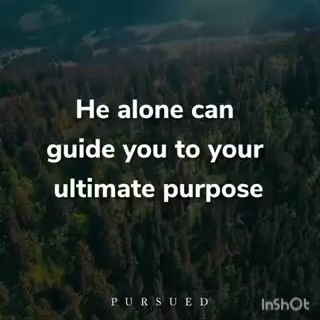 He alone can
guide you to your
ultimate purpose
PURSUED
InShOt